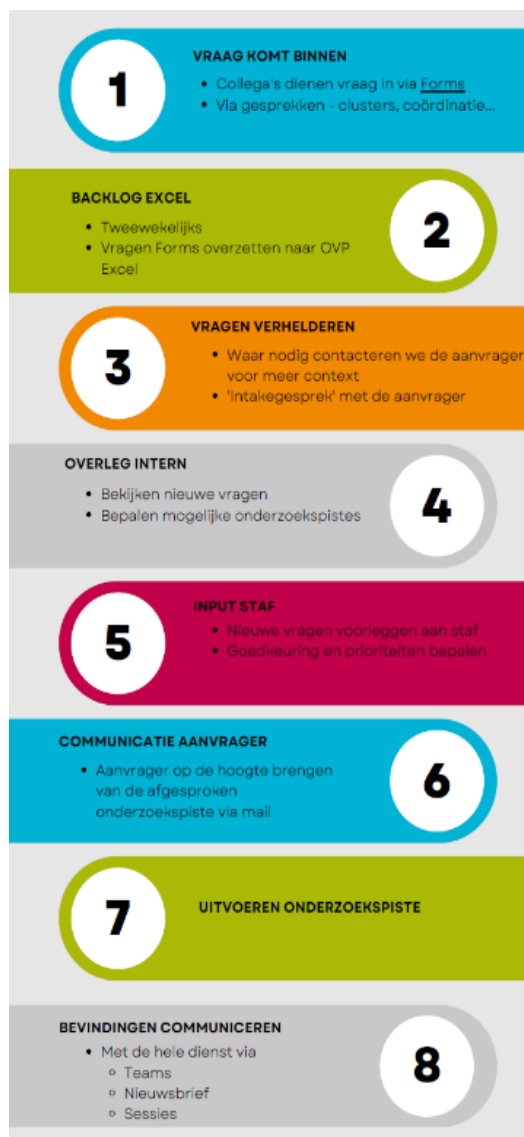 1
VRAAG KOMT BINNEN
• Collega's dienen vraag in via Forms
• Via gesprekken - clusters, coördinatie...
BACKLOG EXCEL
2
• Tweewekelijks
• Vragen Forms overzetten naar OVP
Excel
3
VRAGEN VERHELDEREN
• Waar nodig contacteren we de aanvrager
voor meer context
• 'Intakegesprek' met de aanvrager
OVERLEG INTERN
4
• Bekijken nieuwe vragen
• Bepalen mogelijke onderzoekspistes
5
INPUT STAF
• Nieuwe vragen voorleggen aan staf
• Goedkeuring en prioriteiten bepalen
COMMUNICATIE AANVRAGER
6
• Aanvrager op de hoogte brengen
van de afgesproken
onderzoekspiste via mail
7
UITVOEREN ONDERZOEKSPISTE
BEVINDINGEN COMMUNICEREN
8
• Met de hele dienst via
◦ Teams
◦ Nieuwsbrief
◦ Sessies